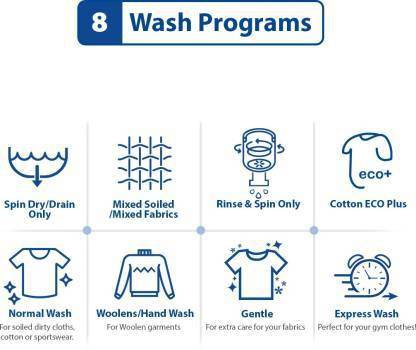 8 Wash Programs
eco+
Spin Dry/Drain
Only
Mixed Soiled
/Mixed Fabrics
Rinse & Spin Only
Cotton ECO Plus
Normal Wash
For soiled dirty cloths,
cotton or sportswear.
Woolens/Hand Wash
For Woolen garments
Gentle
For extra care for your fabrics
Express Wash
Perfect for your gym clothes!